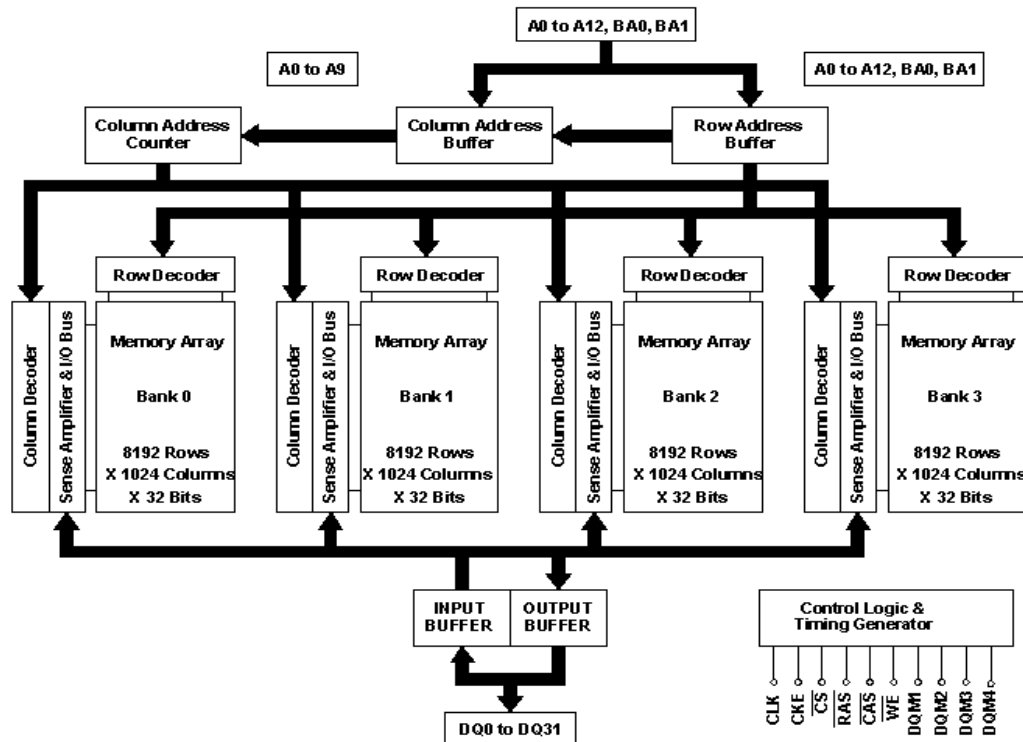 A0 to A12, BA0, BA1
A0 to A9
A0 to A12, BA0, BA1
Column Address
Counter
Column Address
Buffer
Row Address
Buffer
Row Decoder
Row Decoder
Row Decoder
Row Decoder
Column Decoder
Sense Amplifier & I/O Bus
Memory Array
Bank 0
8192 Rows
X 1024 Columns
X 32 Bits
Column Decoder
Sense Amplifier & I/O Bus
Memory Array
Bank 1
8192 Rows
X 1024 Columns
X 32 Bits
Column Decoder
Sense Amplifier & I/O Bus
Memory Array
Bank 2
8192 Rows
X 1024 Columns
X 32 Bits
Column Decoder
Sense Amplifier & I/O Bus
Memory Array
Bank 3
8192 Rows
X 1024 Columns
X 32 Bits
INPUT
BUFFER
OUTPUT
BUFFER
DQ0 to DQ31
Control Logic &
Timing Generator
CLK
CKE
C̅S̅
R̅A̅S̅
C̅A̅S̅
W̅E̅
DQM1
DQM2
DQM3
DQM4